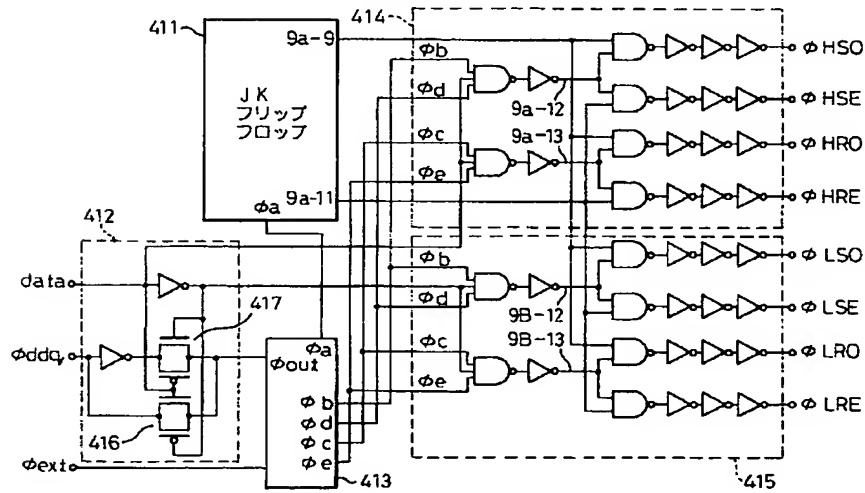 411
9a-9
JK
フリップ
フロップ
9a-11
φa
414
φb
φd
φc
φe
9a-12
9a-13
φHSO
φHSE
φHRO
φHRE
412
data
417
φddq
416
φext
φa
φout
φb
φd
φc
φe
413
φb
φd
φc
φe
9B-12
9B-13
φLSO
φLSE
φLRO
φLRE
415